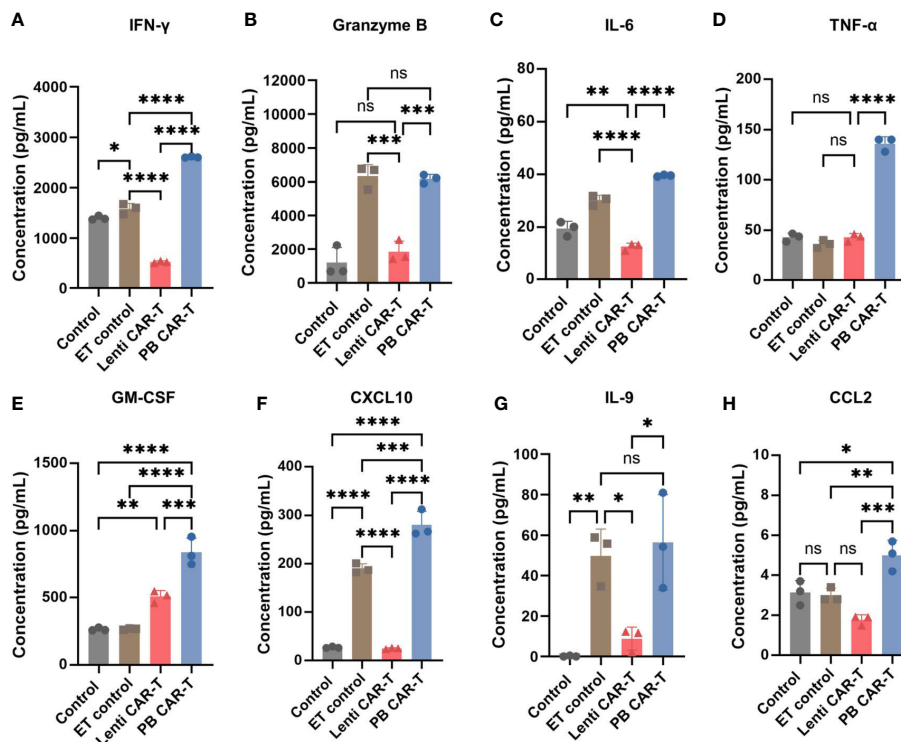 A IFN-γ
Concentration (pg/mL)
4000
3000
2000
1000
0
****
****
*
****
Control
ET control
Lenti CAR-T
PB CAR-T
B Granzyme B
Concentration (pg/mL)
12000
10000
8000
6000
4000
2000
0
ns
ns
***
***
Control
ET control
Lenti CAR-T
PB CAR-T
C IL-6
Concentration (pg/mL)
80
60
40
20
0
**
****
****
Control
ET control
Lenti CAR-T
PB CAR-T
D TNF-α
Concentration (pg/mL)
200
150
100
50
0
ns
****
ns
Control
ET control
Lenti CAR-T
PB CAR-T
E GM-CSF
Concentration (pg/mL)
1500
1000
500
0
****
****
**
***
Control
ET control
Lenti CAR-T
PB CAR-T
F CXCL10
Concentration (pg/mL)
400
300
200
100
0
****
***
****
****
****
Control
ET control
Lenti CAR-T
PB CAR-T
G IL-9
Concentration (pg/mL)
100
80
60
40
20
0
*
ns
**
*
Control
ET control
Lenti CAR-T
PB CAR-T
H CCL2
Concentration (pg/mL)
10
8
6
4
2
0
*
**
***
ns
ns
Control
ET control
Lenti CAR-T
PB CAR-T